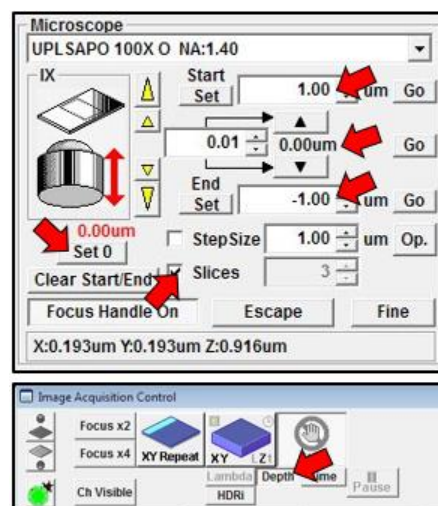 Microscope
UPLSAPO 100X O NA:1.40
IX
Start
Set 1.00 um Go
0.01 0.00um Go
End
Set -1.00 um Go
0.00um
Set 0
StepSize 1.00 um Op.
Clear Start/End
Slices 3
Focus Handle On Escape Fine
X:0.193um Y:0.193um Z:0.916um
Image Acquisition Control
Focus x2
Focus x4
XY Repeat
XY Zt
Lambda Depth Time
Pause
Ch Visible
HDRi